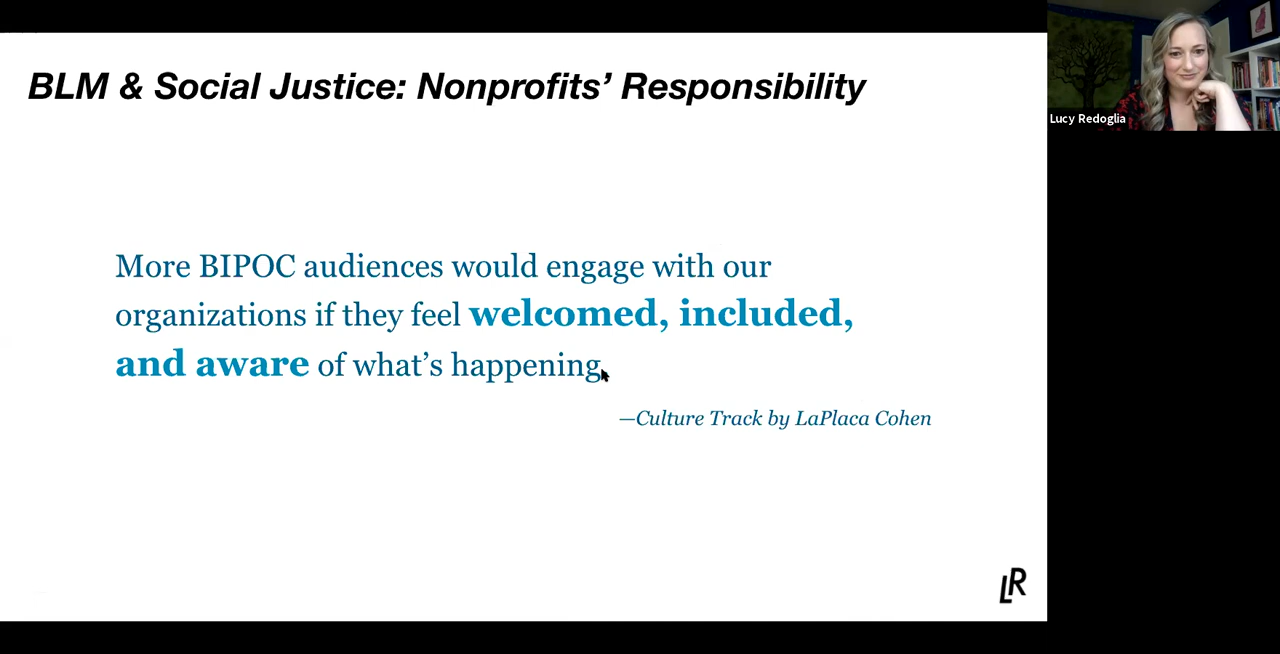 BLM & Social Justice: Nonprofits’ Responsibility
Lucy Redoglia
More BIPOC audiences would engage with our
organizations if they feel welcomed, included,
and aware of what’s happening.
—Culture Track by LaPlaca Cohen
LR